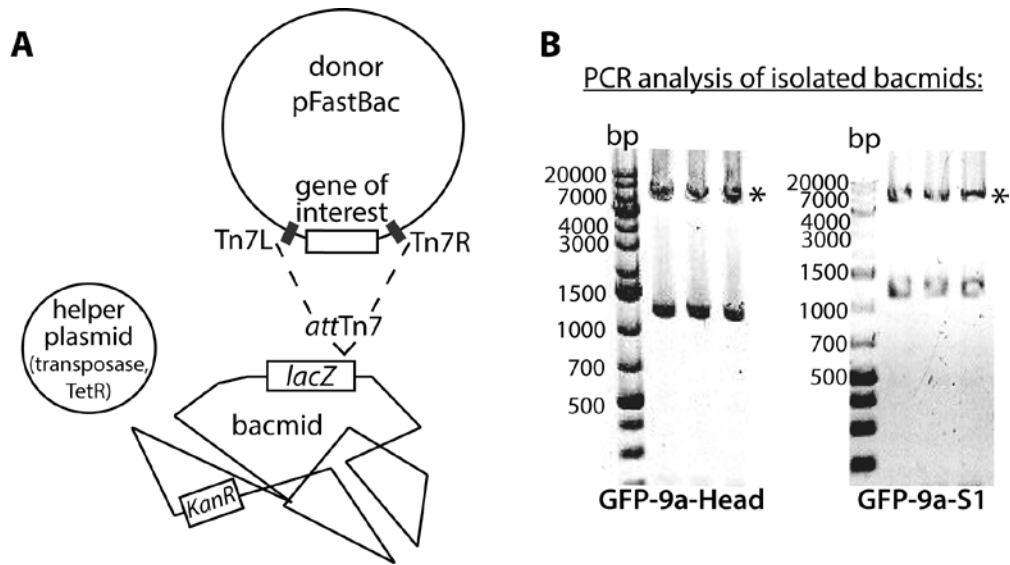 A
donor
pFastBac
gene of
interest
Tn7L
Tn7R
attTn7
helper
plasmid
(transposase,
TetR)
lacZ
bacmid
KanR
B
PCR analysis of isolated bacmids:
bp
20000
7000
4000
3000
1500
1000
700
500
*
GFP-9a-Head
bp
20000
7000
4000
3000
1500
1000
700
500
*
GFP-9a-S1